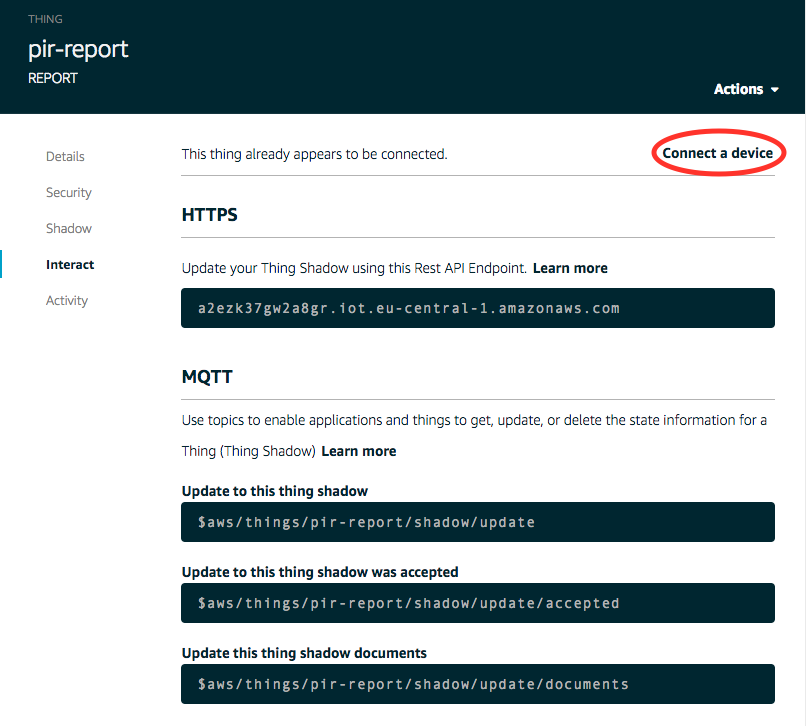 THING
pir-report
REPORT
Actions
Details
Security
Shadow
Interact
Activity
This thing already appears to be connected.
Connect a device
HTTPS
Update your Thing Shadow using this Rest API Endpoint. Learn more
a2ezk37gw2a8gr.iot.eu-central-1.amazonaws.com
MQTT
Use topics to enable applications and things to get, update, or delete the state information for a
Thing (Thing Shadow) Learn more
Update to this thing shadow
$aws/things/pir-report/shadow/update
Update to this thing shadow was accepted
$aws/things/pir-report/shadow/update/accepted
Update this thing shadow documents
$aws/things/pir-report/shadow/update/documents